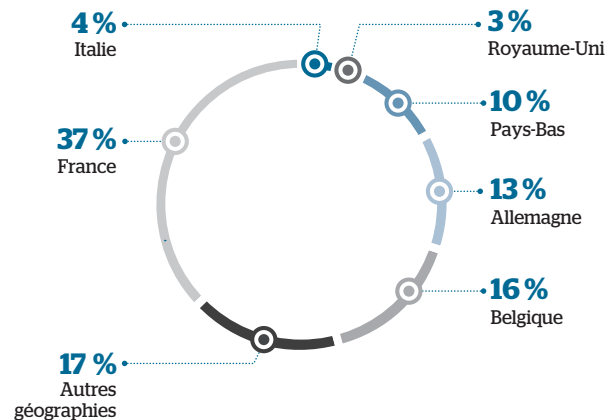 4 %
Italie
3 %
Royaume-Uni
10 %
Pays-Bas
37 %
France
13 %
Allemagne
16 %
Belgique
17 %
Autres
géographies